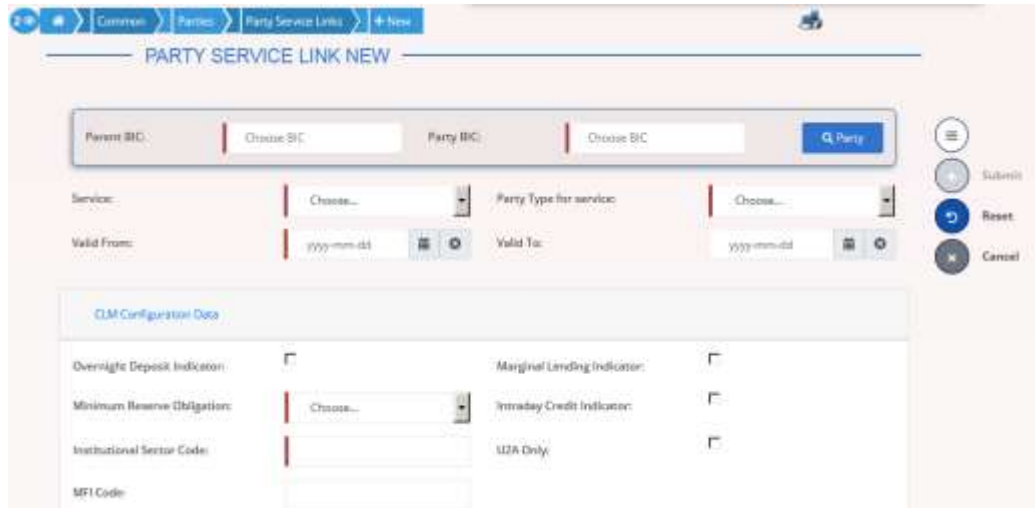 Common Parties Party Service Links + New
PARTY SERVICE LINK NEW
Parent BIC: Choose BIC Party BIC: Choose BIC Party
Submit
Service: Choose... Party Type for service: Choose...
Reset
Valid From: yyyy-mm-dd Valid To: yyyy-mm-dd
Cancel
CLM Configuration Data
Overnight Deposit Indicator: Marginal Lending Indicator:
Minimum Reserve Obligation: Choose... Intraday Credit Indicator:
Institutional Sector Code: U2A Only:
MFI Code: